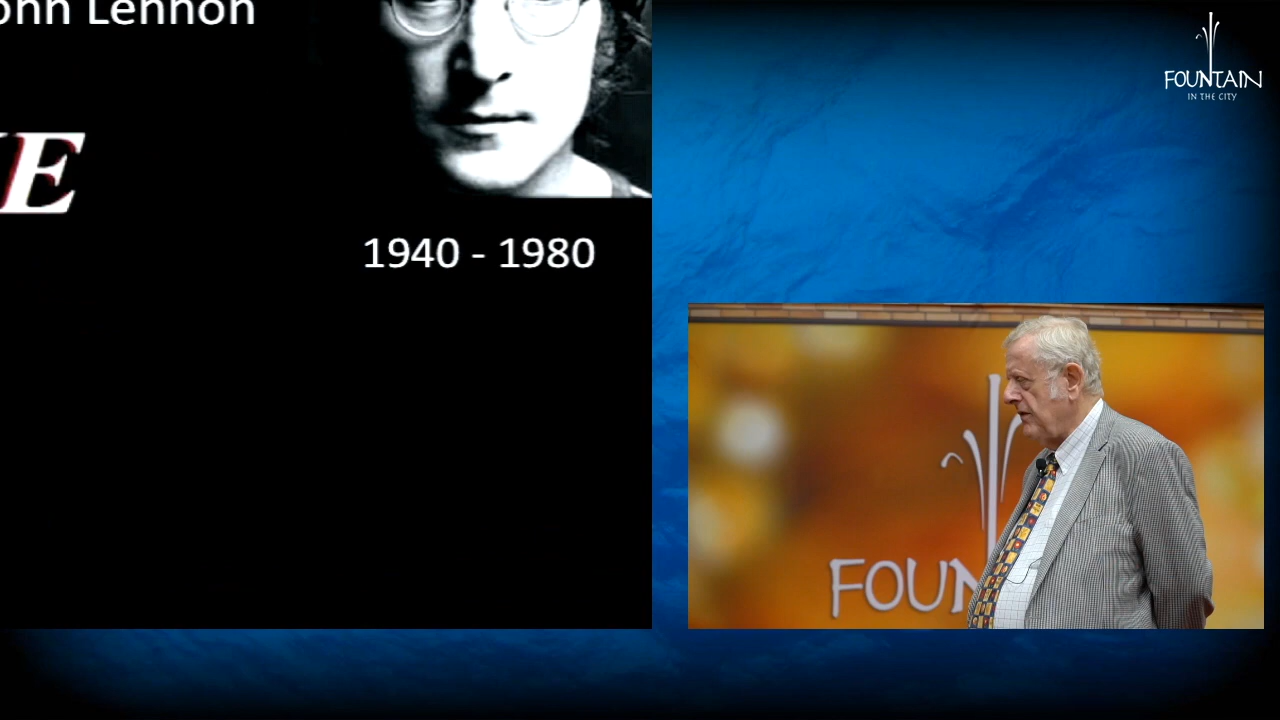 ohn Lennon
E
1940 - 1980
FOUNTAIN
IN THE CITY
FOUN